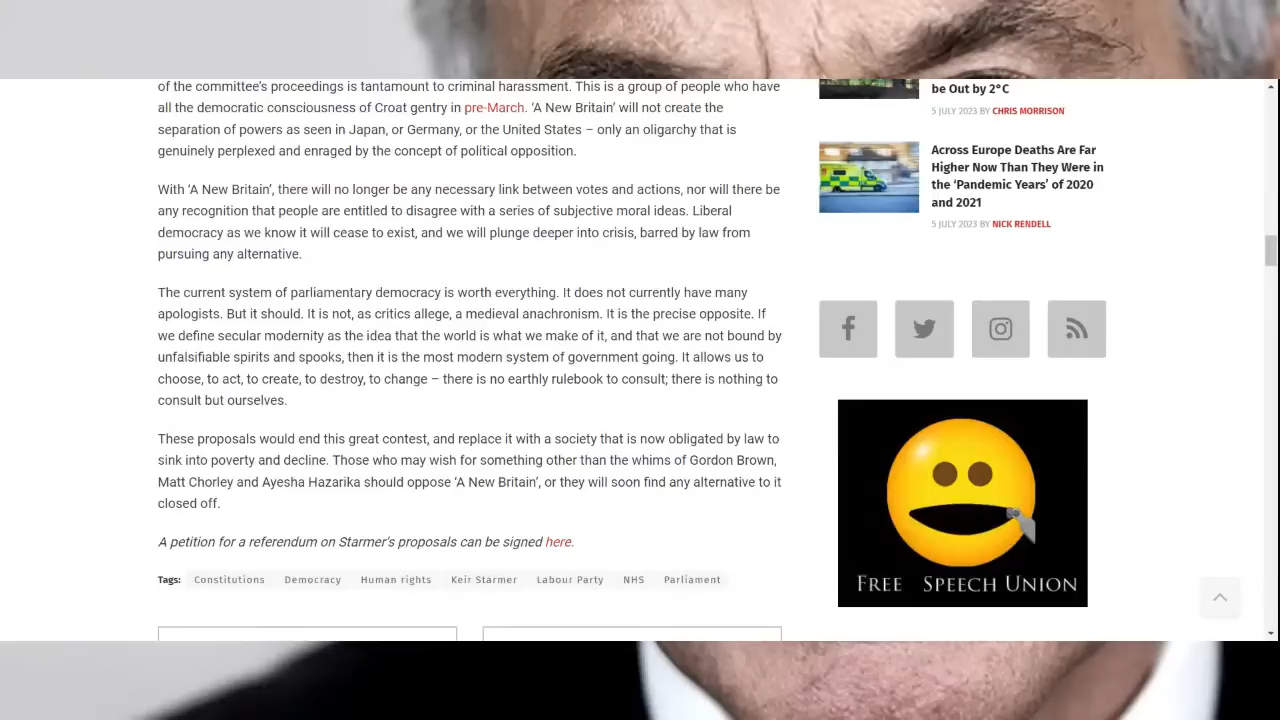 of the committee's proceedings is tantamount to criminal harassment. This is a group of people who have
all the democratic consciousness of Croat gentry in pre-March. ‘A New Britain’ will not create the
separation of powers as seen in Japan, or Germany, or the United States – only an oligarchy that is
genuinely perplexed and enraged by the concept of political opposition.
With ‘A New Britain’, there will no longer be any necessary link between votes and actions, nor will there be
any recognition that people are entitled to disagree with a series of subjective moral ideas. Liberal
democracy as we know it will cease to exist, and we will plunge deeper into crisis, barred by law from
pursuing any alternative.
The current system of parliamentary democracy is worth everything. It does not currently have many
apologists. But it should. It is not, as critics allege, a medieval anachronism. It is the precise opposite. If
we define secular modernity as the idea that the world is what we make of it, and that we are not bound by
unfalsifiable spirits and spooks, then it is the most modern system of government going. It allows us to
choose, to act, to create, to destroy, to change – there is no earthly rulebook to consult; there is nothing to
consult but ourselves.
These proposals would end this great contest, and replace it with a society that is now obligated by law to
sink into poverty and decline. Those who may wish for something other than the whims of Gordon Brown,
Matt Chorley and Ayesha Hazarika should oppose ‘A New Britain’, or they will soon find any alternative to it
closed off.
A petition for a referendum on Starmer's proposals can be signed here.
Tags: Constitutions Democracy Human rights Keir Starmer Labour Party NHS Parliament
be Out by 2°C
5 JULY 2023 BY CHRIS MORRISON
Across Europe Deaths Are Far
Higher Now Than They Were in
the ‘Pandemic Years’ of 2020
and 2021
5 JULY 2023 BY NICK RENDELL
FREE SPEECH UNION